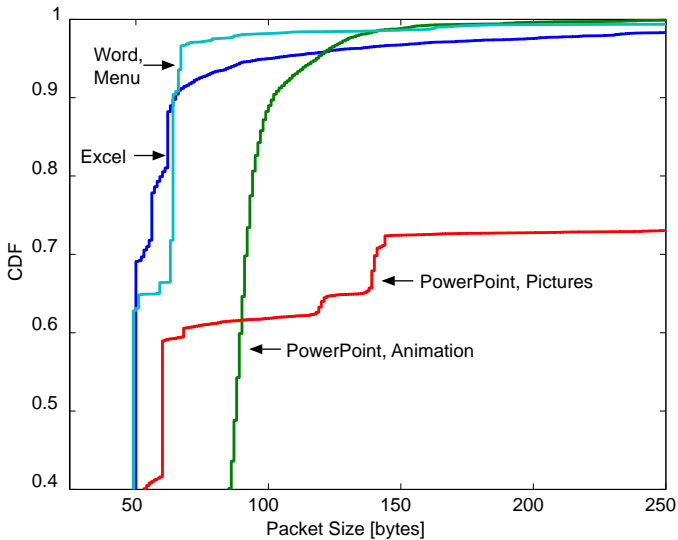 1
0.9
0.8
0.7
0.6
0.5
0.4
CDF
Word,
Menu
Excel
PowerPoint, Pictures
PowerPoint, Animation
50
100
150
200
250
Packet Size [bytes]